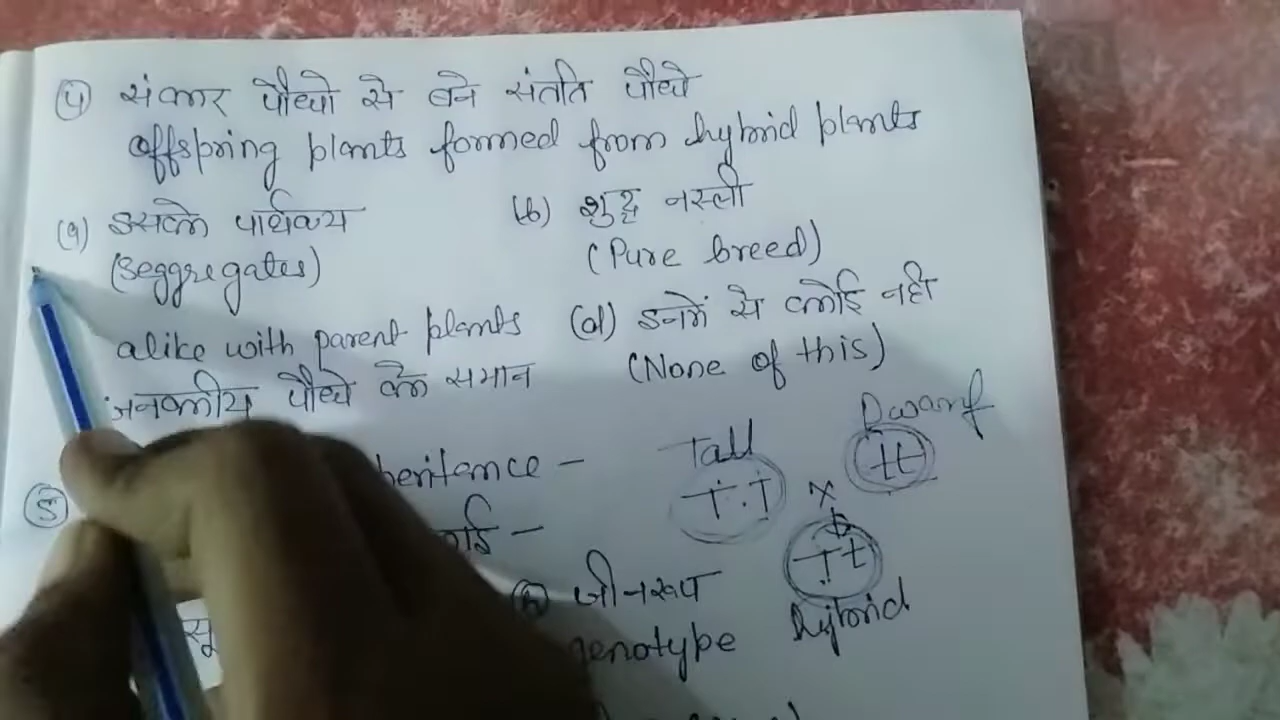 4 संकर पौधो से बने संतति पौधे
offspring plants formed from hybrid plants
(a) इसके पार्थक्य (b) शुद्ध नस्ली
(Seggregates) (Pure breed)
alike with parent plants (d) इनमें से कोई नही
जनकीय पौधे के समान (None of this)
Tall Dwarf
T.T x tt
5
Tt
hybrid
जीनरूप
genotype